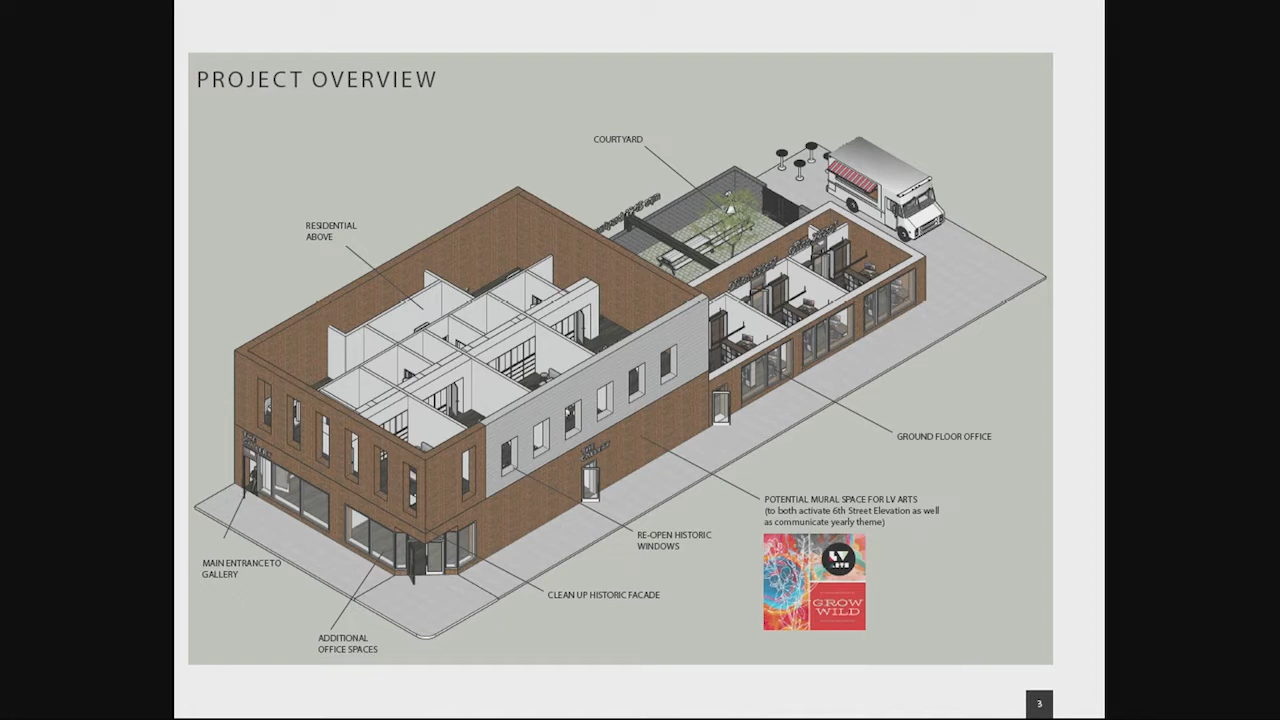 PROJECT OVERVIEW
COURTYARD
RESIDENTIAL
ABOVE
GROUND FLOOR OFFICE
POTENTIAL MURAL SPACE FOR LV ARTS
(to both activate 6th Street Elevation as well
as communicate yearly theme)
RE-OPEN HISTORIC
WINDOWS
MAIN ENTRANCE TO
GALLERY
CLEAN UP HISTORIC FACADE
LV
ARTS
GROW
WILD
ADDITIONAL
OFFICE SPACES
3